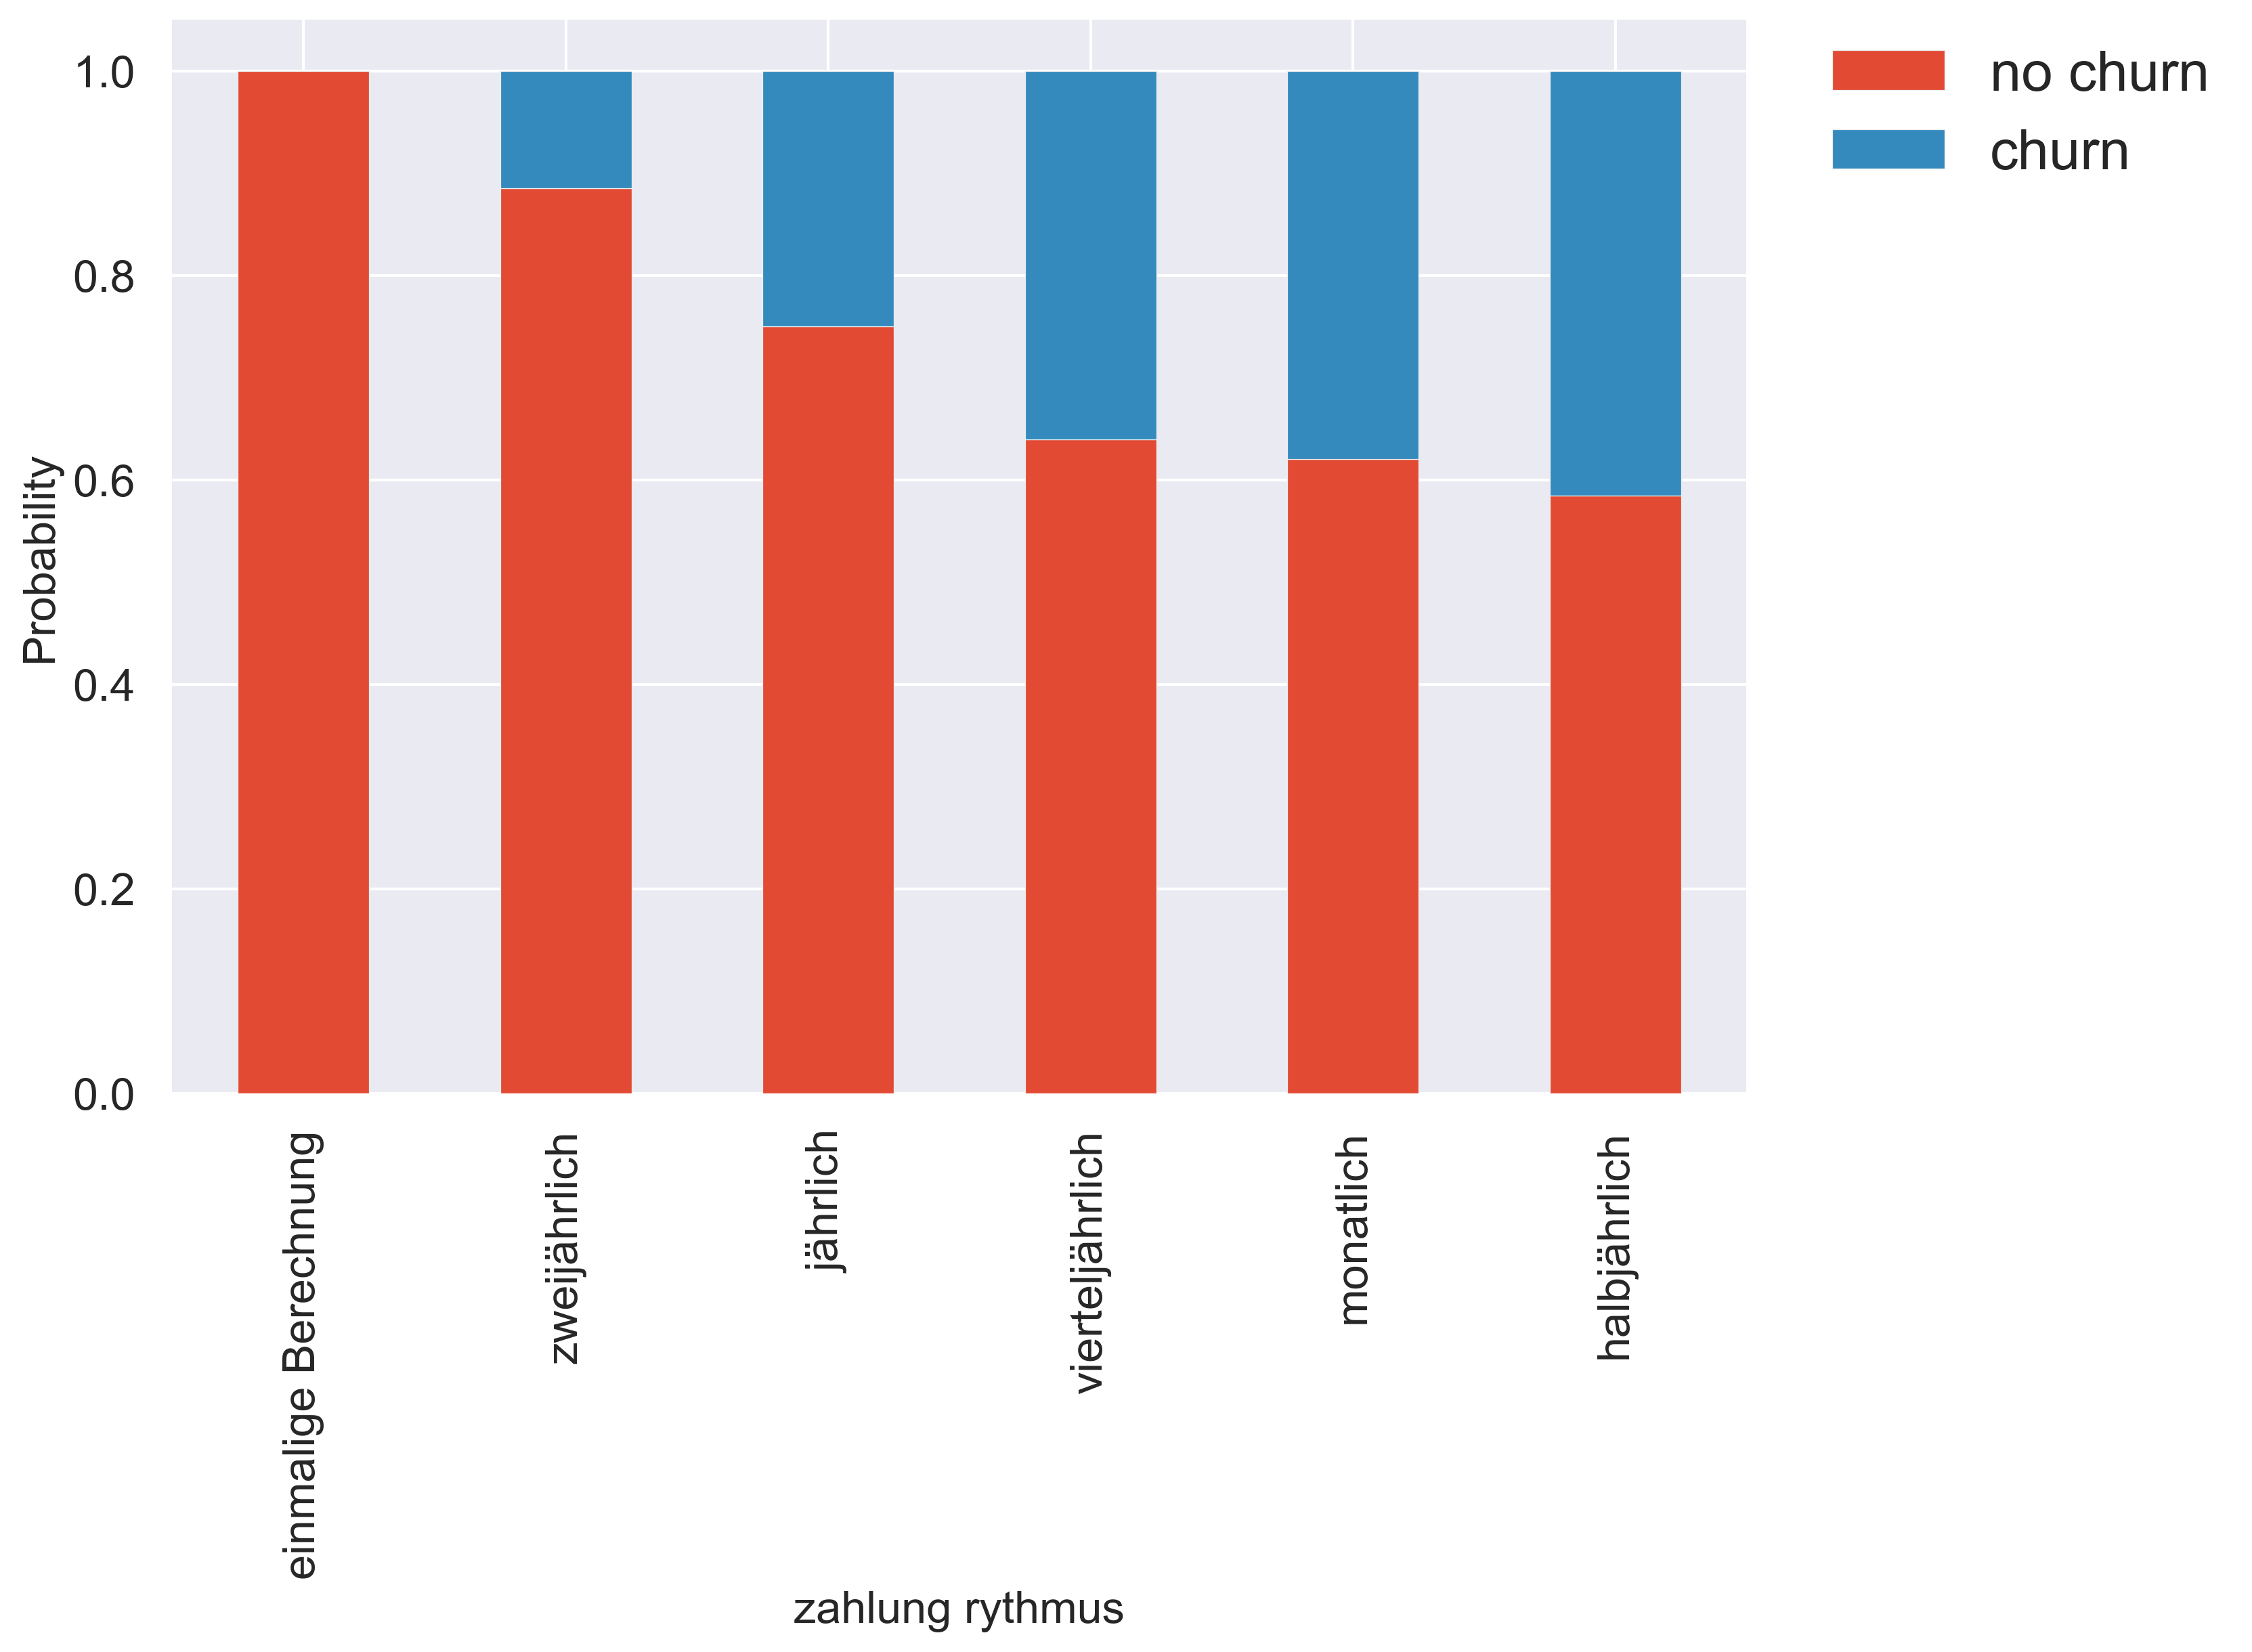 no churn
churn
Probability
1.0
0.8
0.6
0.4
0.2
0.0
einmalige Berechnung
zweijährlich
jährlich
vierteljährlich
monatlich
halbjährlich
zahlung rythmus